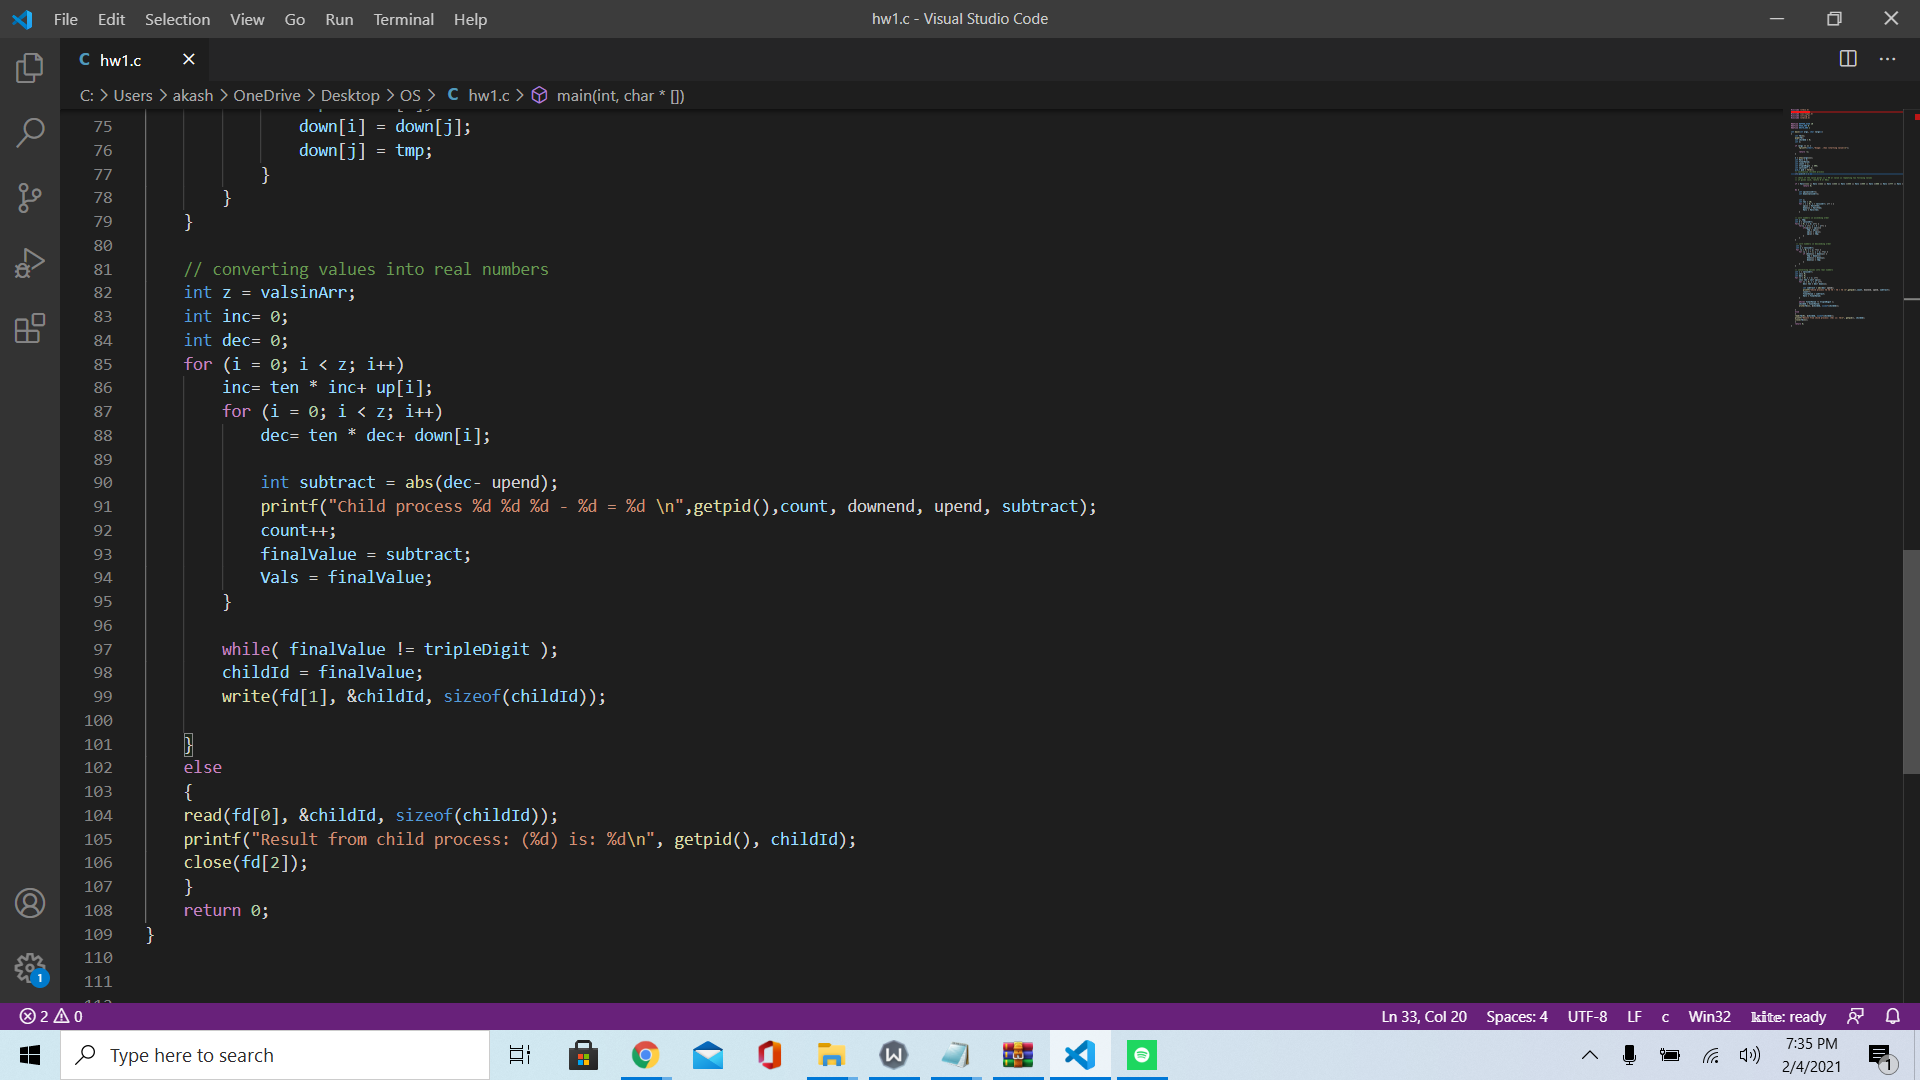 File Edit Selection View Go Run Terminal Help
hw1.c - Visual Studio Code
C hw1.c
C: > Users > akash > OneDrive > Desktop > OS > C hw1.c > main(int, char * [])
75 down[i] = down[j];
76 down[j] = tmp;
77 }
78 }
79 }
80
81 // converting values into real numbers
82 int z = valsinArr;
83 int inc= 0;
84 int dec= 0;
85 for (i = 0; i < z; i++)
86 inc= ten * inc+ up[i];
87 for (i = 0; i < z; i++)
88 dec= ten * dec+ down[i];
89
90 int subtract = abs(dec- upend);
91 printf("Child process %d %d %d - %d = %d \n",getpid(),count, downend, upend, subtract);
92 count++;
93 finalValue = subtract;
94 Vals = finalValue;
95 }
96
97 while( finalValue != tripleDigit );
98 childId = finalValue;
99 write(fd[1], &childId, sizeof(childId));
100
101 }
102 else
103 {
104 read(fd[0], &childId, sizeof(childId));
105 printf("Result from child process: (%d) is: %d\n", getpid(), childId);
106 close(fd[2]);
107 }
108 return 0;
109 }
110
111
1
2 0
Ln 33, Col 20 Spaces: 4 UTF-8 LF c Win32 kite: ready
Type here to search
7:35 PM
2/4/2021
1